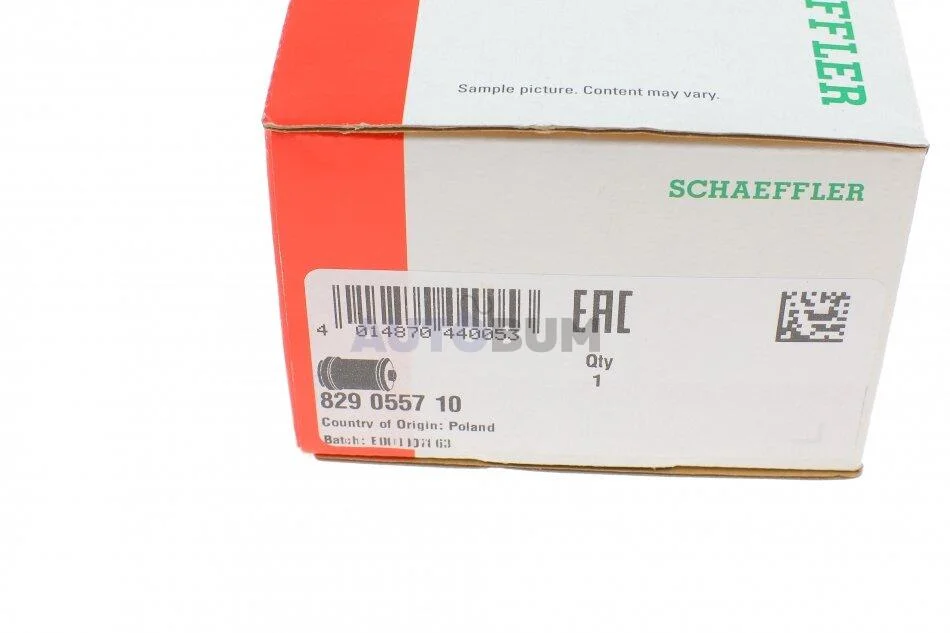 SCHAEFFLER
Sample picture. Content may vary.
SCHAEFFLER
4 014870 440053
EAC
AUTOBUM
Qty
1
829 0557 10
Country of Origin: Poland
Batch: